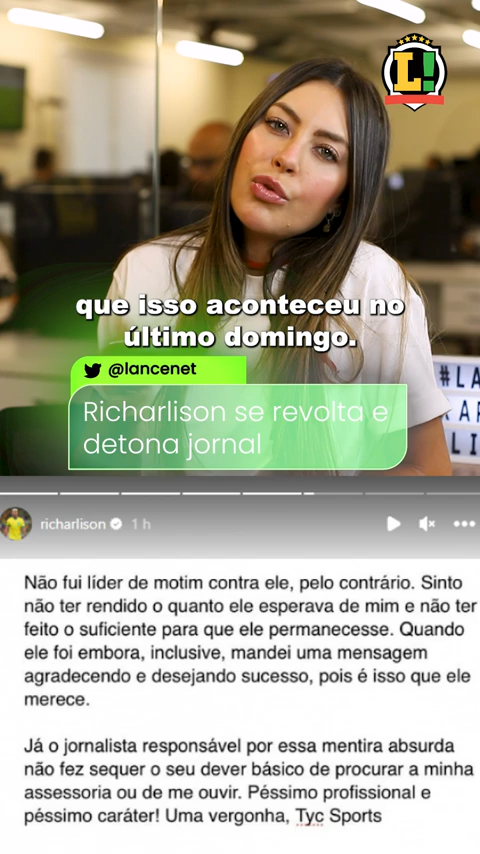 L!
que isso aconteceu no
último domingo.
@lancenet
#LA
Richarlison se revolta e
detona jornal
richarlison 1 h
Não fui líder de motim contra ele, pelo contrário. Sinto
não ter rendido o quanto ele esperava de mim e não ter
feito o suficiente para que ele permanecesse. Quando
ele foi embora, inclusive, mandei uma mensagem
agradecendo e desejando sucesso, pois é isso que ele
merece.
Já o jornalista responsável por essa mentira absurda
não fez sequer o seu dever básico de procurar a minha
assessoria ou de me ouvir. Péssimo profissional e
péssimo caráter! Uma vergonha, Tyc Sports